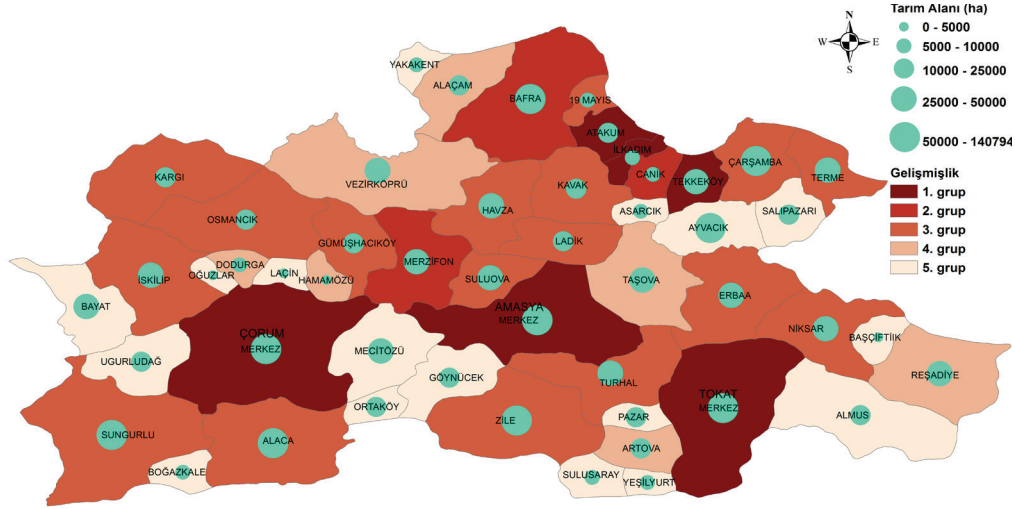 Tarım Alanı (ha)
0 - 5000
5000 - 10000
10000 - 25000
25000 - 50000
50000 - 140794
Gelişmişlik
1. grup
2. grup
3. grup
4. grup
5. grup
N
W
E
S
YAKAKENT
ALAÇAM
BAFRA
19 MAYIS
ATAKUM
İLKADIM
CANİK
TEKKEKÖY
ÇARŞAMBA
TERME
KARGI
VEZİRKÖPRÜ
HAVZA
KAVAK
ASARCIK
AYVACIK
SALIPAZARI
OSMANCIK
GÜMÜŞHACIKÖY
MERZİFON
LADİK
SULUOVA
TAŞOVA
ERBAA
NİKSAR
BAŞÇİFTİIK
REŞADİYE
İSKİLİP
OĞUZLAR
DODURGA
LAÇİN
HAMAMÖZÜ
BAYAT
UGURLUDAĞ
ÇORUM
MERKEZ
MECİTÖZÜ
AMASYA
MERKEZ
GÖYNÜCEK
ORTAKÖY
TURHAL
TOKAT
MERKEZ
ALMUS
SUNGURLU
ALACA
BOĞAZKALE
ZİLE
PAZAR
ARTOVA
SULUSARAY
YEŞİLYURT